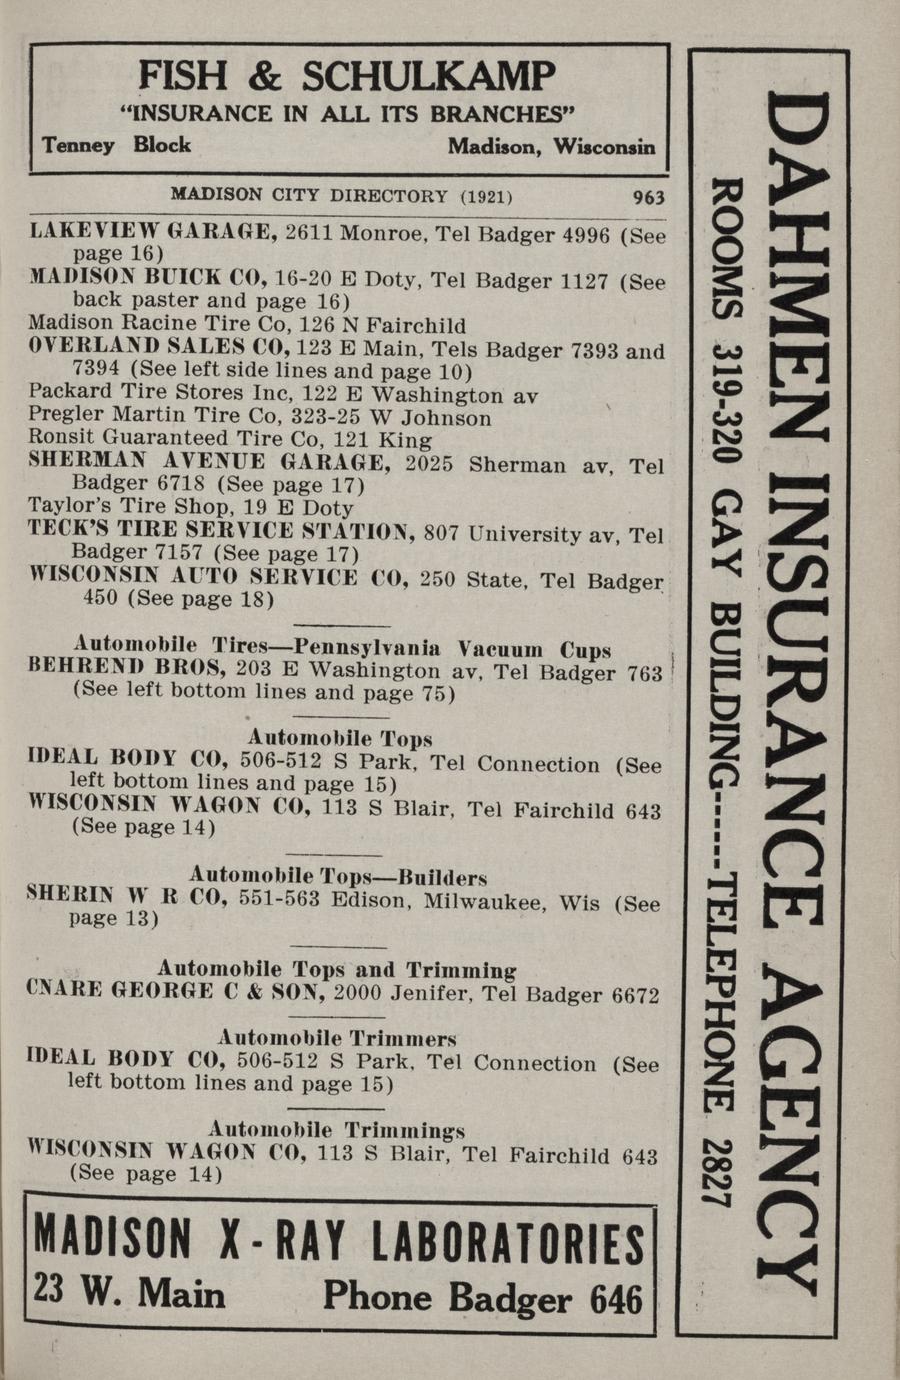 FISH & SCHULKAMP
“INSURANCE IN ALL ITS BRANCHES”
Tenney Block Madison, Wisconsin
MADISON CITY DIRECTORY (1921) 963
LAKEVIEW GARAGE, 2611 Monroe, Tel Badger 4996 (See
page 16)
MADISON BUICK CO, 16-20 E Doty, Tel Badger 1127 (See
back paster and page 16)
Madison Racine Tire Co, 126 N Fairchild
OVERLAND SALES CO, 123 E Main, Tels Badger 7393 and
7394 (See left side lines and page 10)
Packard Tire Stores Inc, 122 E Washington av
Pregler Martin Tire Co, 323-25 W Johnson
Ronsit Guaranteed Tire Co, 121 King
SHERMAN AVENUE GARAGE, 2025 Sherman av, Tel
Badger 6718 (See page 17)
Taylor’s Tire Shop, 19 E Doty
TECK’S TIRE SERVICE STATION, 807 University av, Tel
Badger 7157 (See page 17)
WISCONSIN AUTO SERVICE CO, 250 State, Tel Badger
450 (See page 18)
Automobile Tires—Pennsylvania Vacuum Cups
BEHREND BROS, 203 E Washington av, Tel Badger 763
(See left bottom lines and page 75)
Automobile Tops
IDEAL BODY CO, 506-512 S Park, Tel Connection (See
left bottom lines and page 15)
WISCONSIN WAGON CO, 113 S Blair, Tel Fairchild 643
(See page 14)
Automobile Tops—Builders
SHERIN W R CO, 551-563 Edison, Milwaukee, Wis (See
page 13)
Automobile Tops and Trimming
CNARE GEORGE C & SON, 2000 Jenifer, Tel Badger 6672
Automobile Trimmers
IDEAL BODY CO, 506-512 S Park, Tel Connection (See
left bottom lines and page 15)
Automobile Trimmings
WISCONSIN WAGON CO, 113 S Blair, Tel Fairchild 643
(See page 14)
MADISON X-RAY LABORATORIES
23 W. Main Phone Badger 646
DAHMEN INSURANCE AGENCY
ROOMS 319-320 GAY BUILDING------TELEPHONE 2827